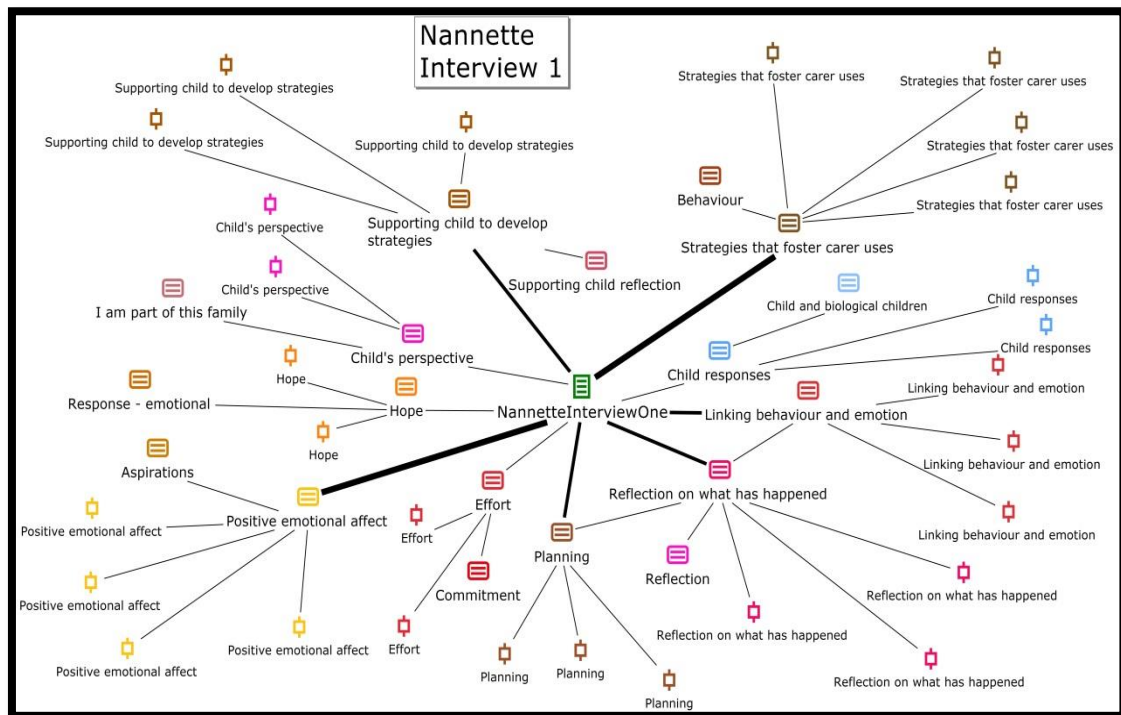 Nannette
Interview 1
Strategies that foster carer uses
Strategies that foster carer uses
Supporting child to develop strategies
Supporting child to develop strategies
Supporting child to develop strategies
Strategies that foster carer uses
Behaviour
Strategies that foster carer uses
Child's perspective
Supporting child to develop
strategies
Strategies that foster carer uses
Supporting child reflection
Child's perspective
Child and biological children
Child responses
I am part of this family
Child's perspective
Child responses
Child responses
Hope
Linking behaviour and emotion
Response - emotional
Hope
NannetteInterviewOne
Linking behaviour and emotion
Hope
Aspirations
Linking behaviour and emotion
Effort
Reflection on what has happened
Positive emotional affect
Positive emotional affect
Effort
Linking behaviour and emotion
Planning
Reflection
Commitment
Positive emotional affect
Reflection on what has happened
Reflection on what has happened
Positive emotional affect
Effort
Positive emotional affect
Planning
Planning
Reflection on what has happened
Planning